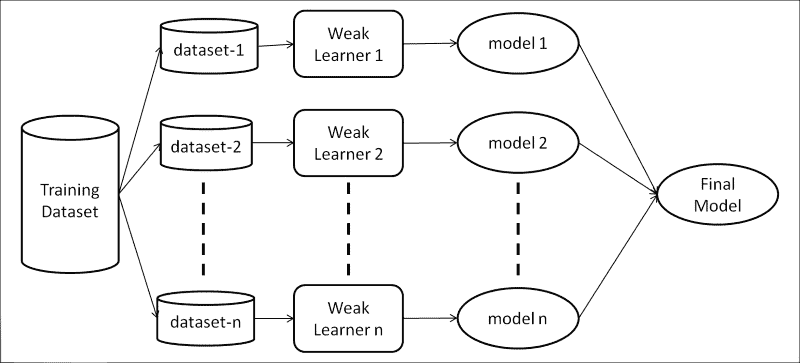 Training
Dataset
dataset-1
Weak
Learner 1
model 1
dataset-2
Weak
Learner 2
model 2
dataset-n
Weak
Learner n
model n
Final
Model